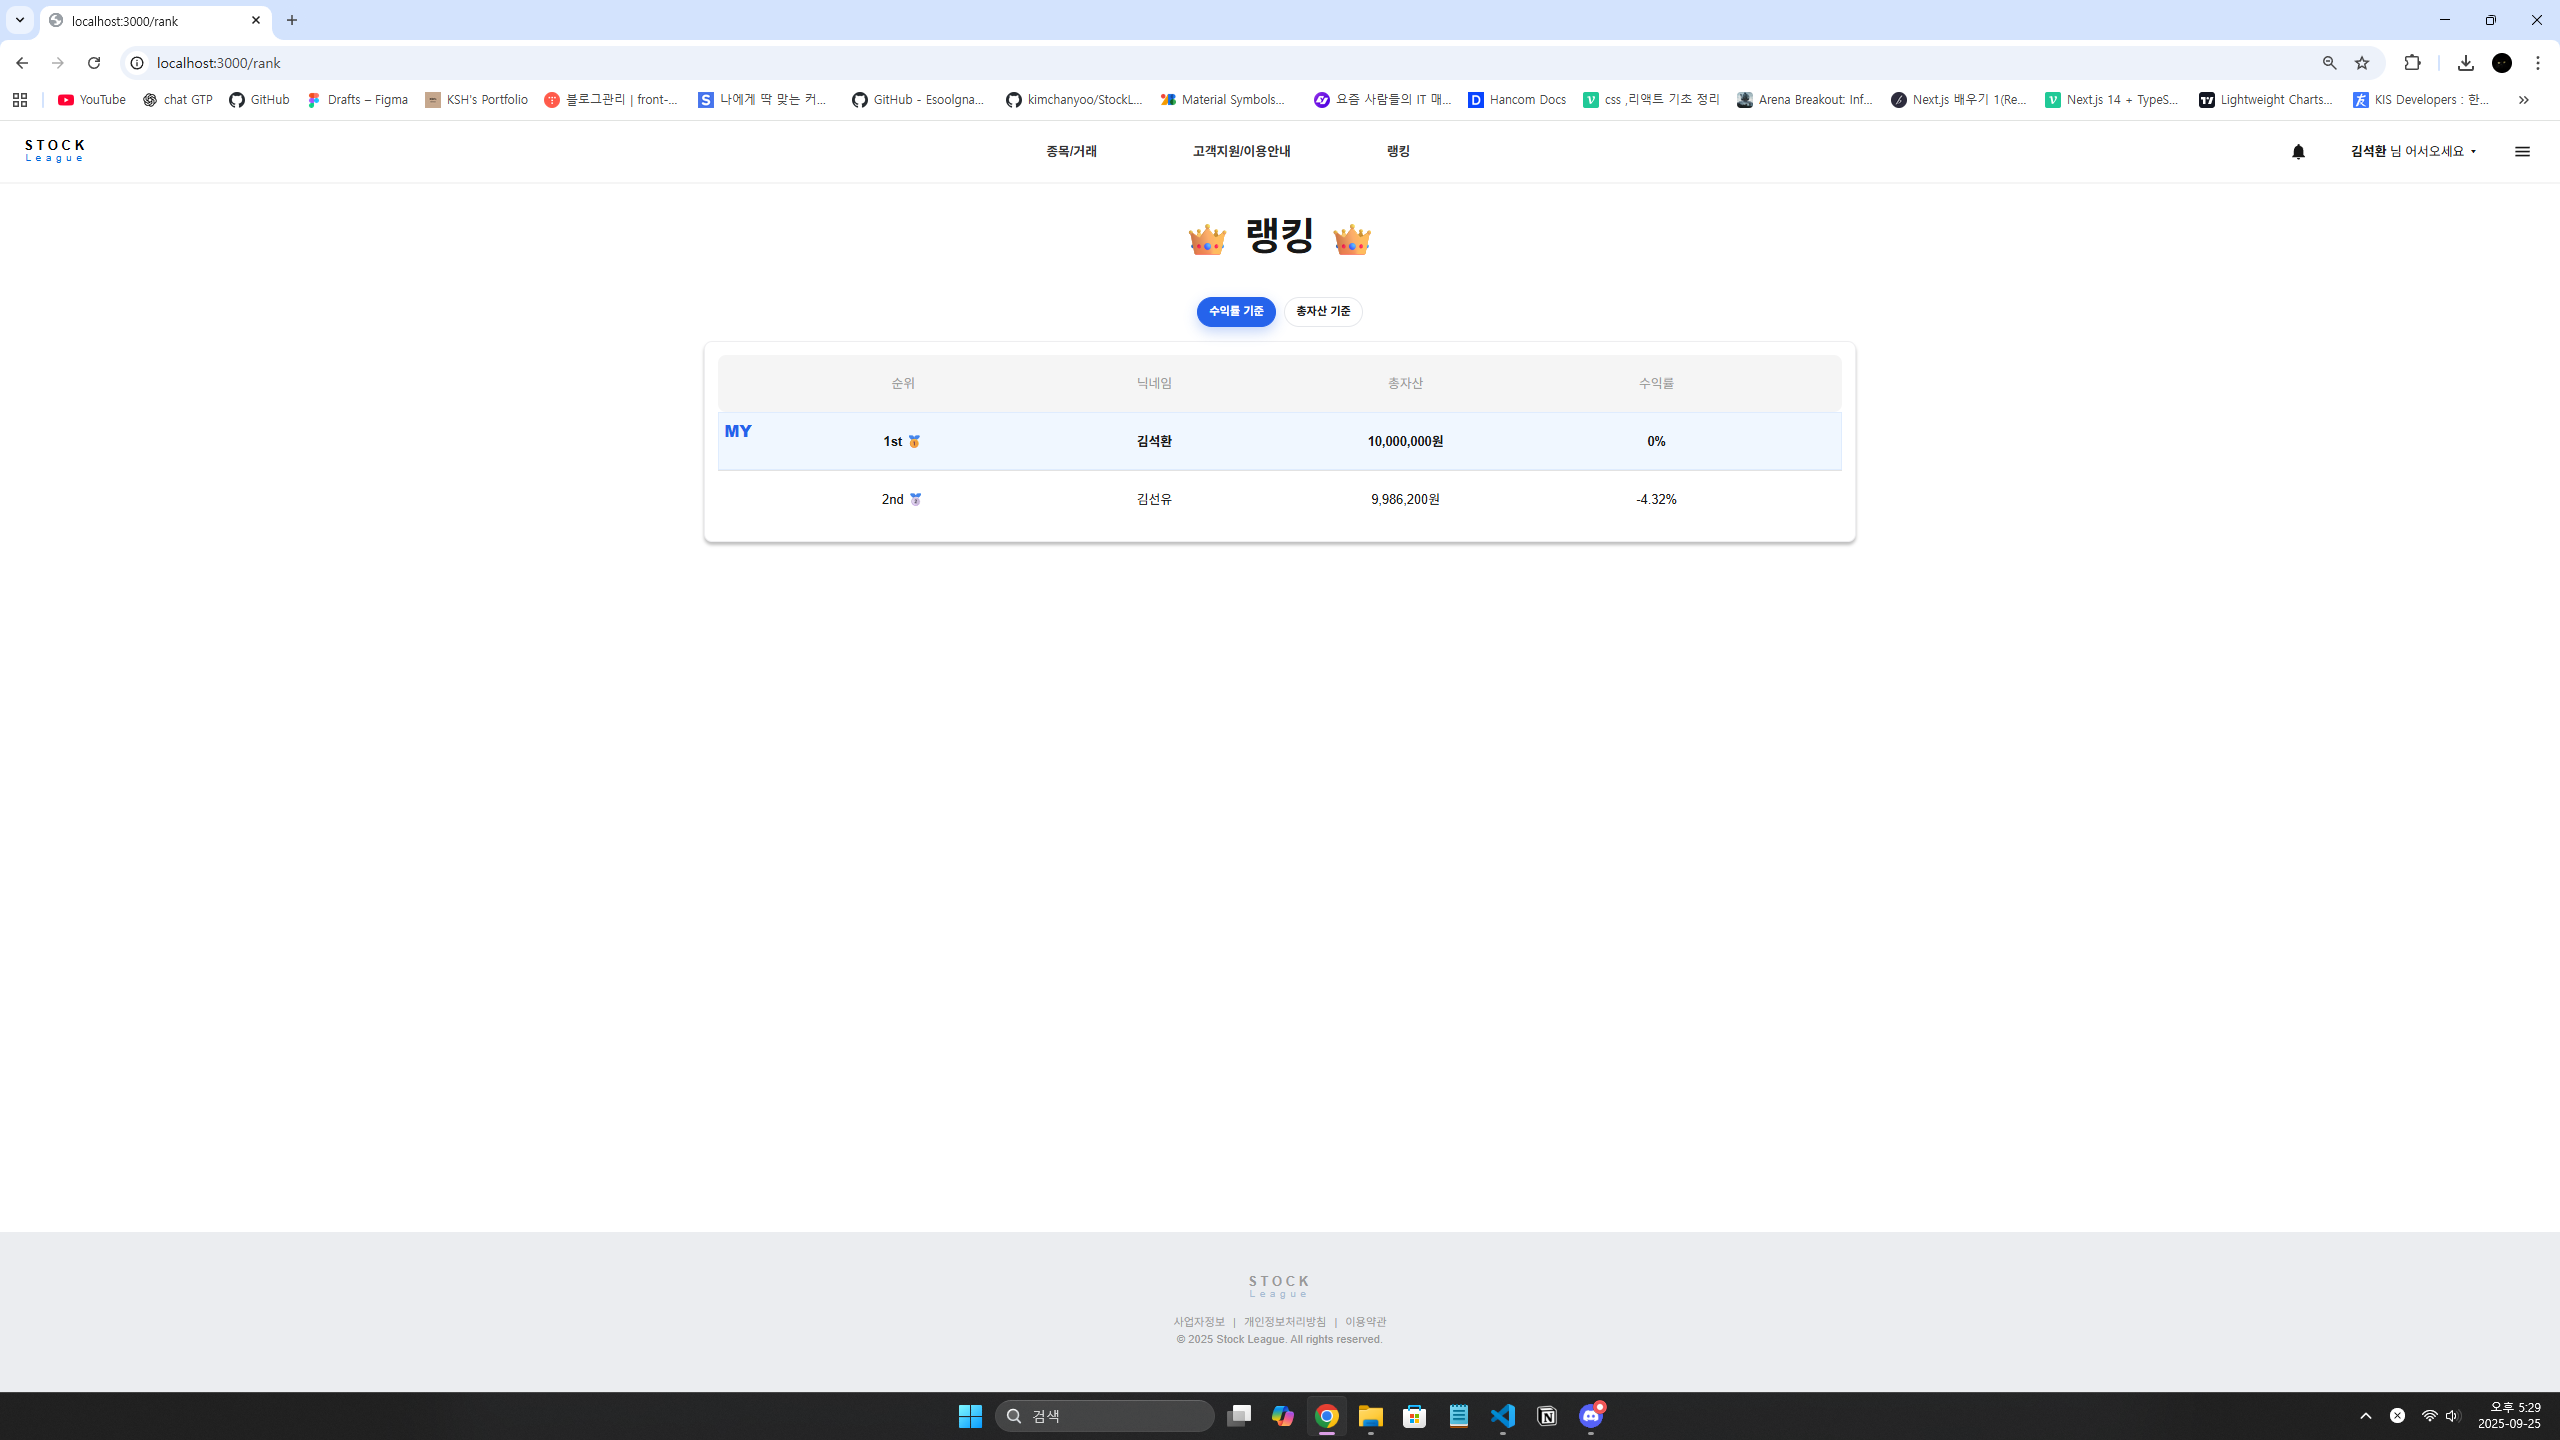 localhost:3000/rank
localhost:3000/rank
YouTube
chat GTP
GitHub
Drafts – Figma
KSH's Portfolio
블로그관리 | front-...
나에게 딱 맞는 커...
GitHub - Esoolgna...
kimchanyoo/StockL...
Material Symbols...
요즘 사람들의 IT 매...
Hancom Docs
css ,리액트 기초 정리
Arena Breakout: Inf...
Next.js 배우기 1(Re...
Next.js 14 + TypeS...
Lightweight Charts...
KIS Developers : 한...
STOCK
League
종목/거래
고객지원/이용안내
랭킹
김석환 님 어서오세요
랭킹
수익률 기준
총자산 기준
순위 닉네임 총자산 수익률
MY 1st 김석환 10,000,000원 0%
2nd 김선유 9,986,200원 -4.32%
STOCK
League
사업자정보 | 개인정보처리방침 | 이용약관
© 2025 Stock League. All rights reserved.
검색
오후 5:29
2025-09-25